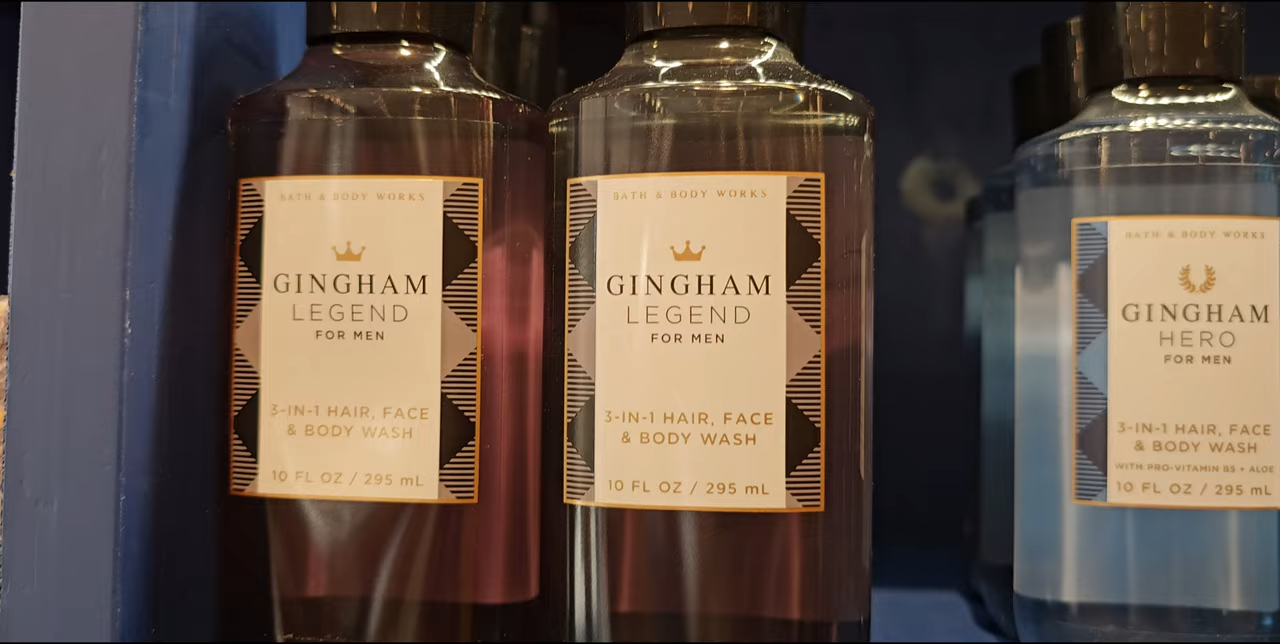 BATH & BODY WORKS
GINGHAM
LEGEND
FOR MEN
3-IN-1 HAIR, FACE
& BODY WASH
10 FL OZ / 295 mL
BATH & BODY WORKS
GINGHAM
LEGEND
FOR MEN
3-IN-1 HAIR, FACE
& BODY WASH
10 FL OZ / 295 mL
BATH & BODY WORKS
GINGHAM
HERO
FOR MEN
3-IN-1 HAIR, FACE
& BODY WASH
WITH PRO-VITAMIN B5 + ALOE
10 FL OZ / 295 mL